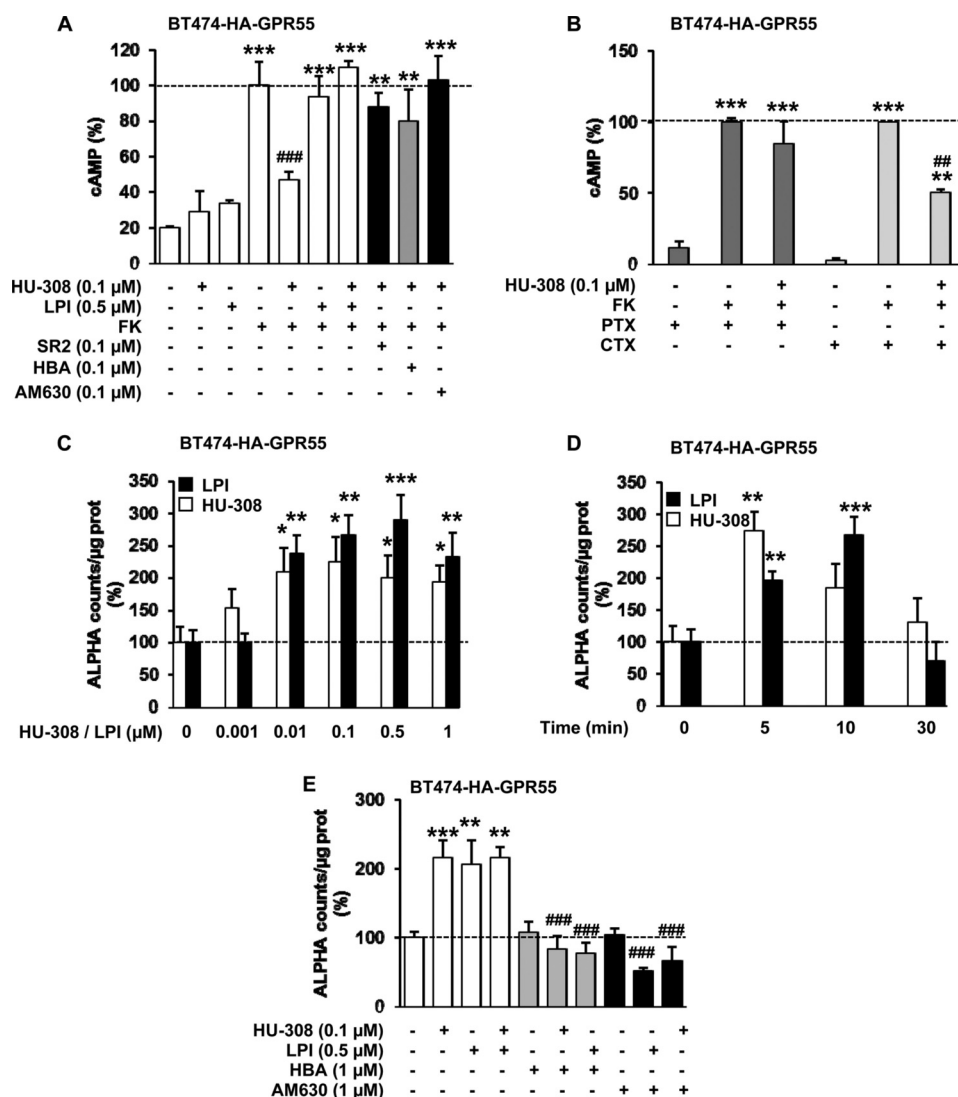 A
BT474-HA-GPR55
cAMP (%)
120
100
80
60
40
20
0
*** ### *** *** ** ** ***
HU-308 (0.1 µM) - + - - + - + + + +
LPI (0.5 µM) - - + - - + + - - -
FK - - - + + + + + + +
SR2 (0.1 µM) - - - - - - - + - -
HBA (0.1 µM) - - - - - - - - + -
AM630 (0.1 µM) - - - - - - - - - +
B
BT474-HA-GPR55
cAMP (%)
150
100
50
0
*** *** *** ## **
HU-308 (0.1 µM) - - + - - +
FK - + + - + +
PTX + + + - - -
CTX - - - + + +
C
BT474-HA-GPR55
ALPHA counts/µg prot (%)
350
300
250
200
150
100
50
0
LPI
HU-308
* ** * ** * *** * **
HU-308 / LPI (µM) 0 0.001 0.01 0.1 0.5 1
D
BT474-HA-GPR55
ALPHA counts/µg prot (%)
350
300
250
200
150
100
50
0
LPI
HU-308
** ** ***
Time (min) 0 5 10 30
E
BT474-HA-GPR55
ALPHA counts/µg prot (%)
300
200
100
0
*** ** ** ### ### ### ###
HU-308 (0.1 µM) - + - + - + - - - +
LPI (0.5 µM) - - + + - - + - + -
HBA (1 µM) - - - - + + + - - -
AM630 (1 µM) - - - - - - - + + +